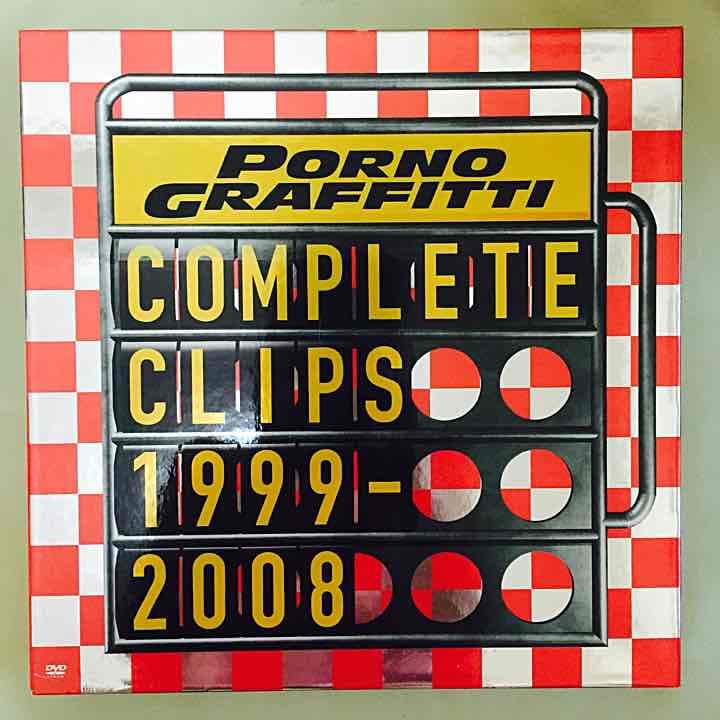 PORNO
GRAFFITTI
COMPLETE
CLIPS
1999-
2008
DVD